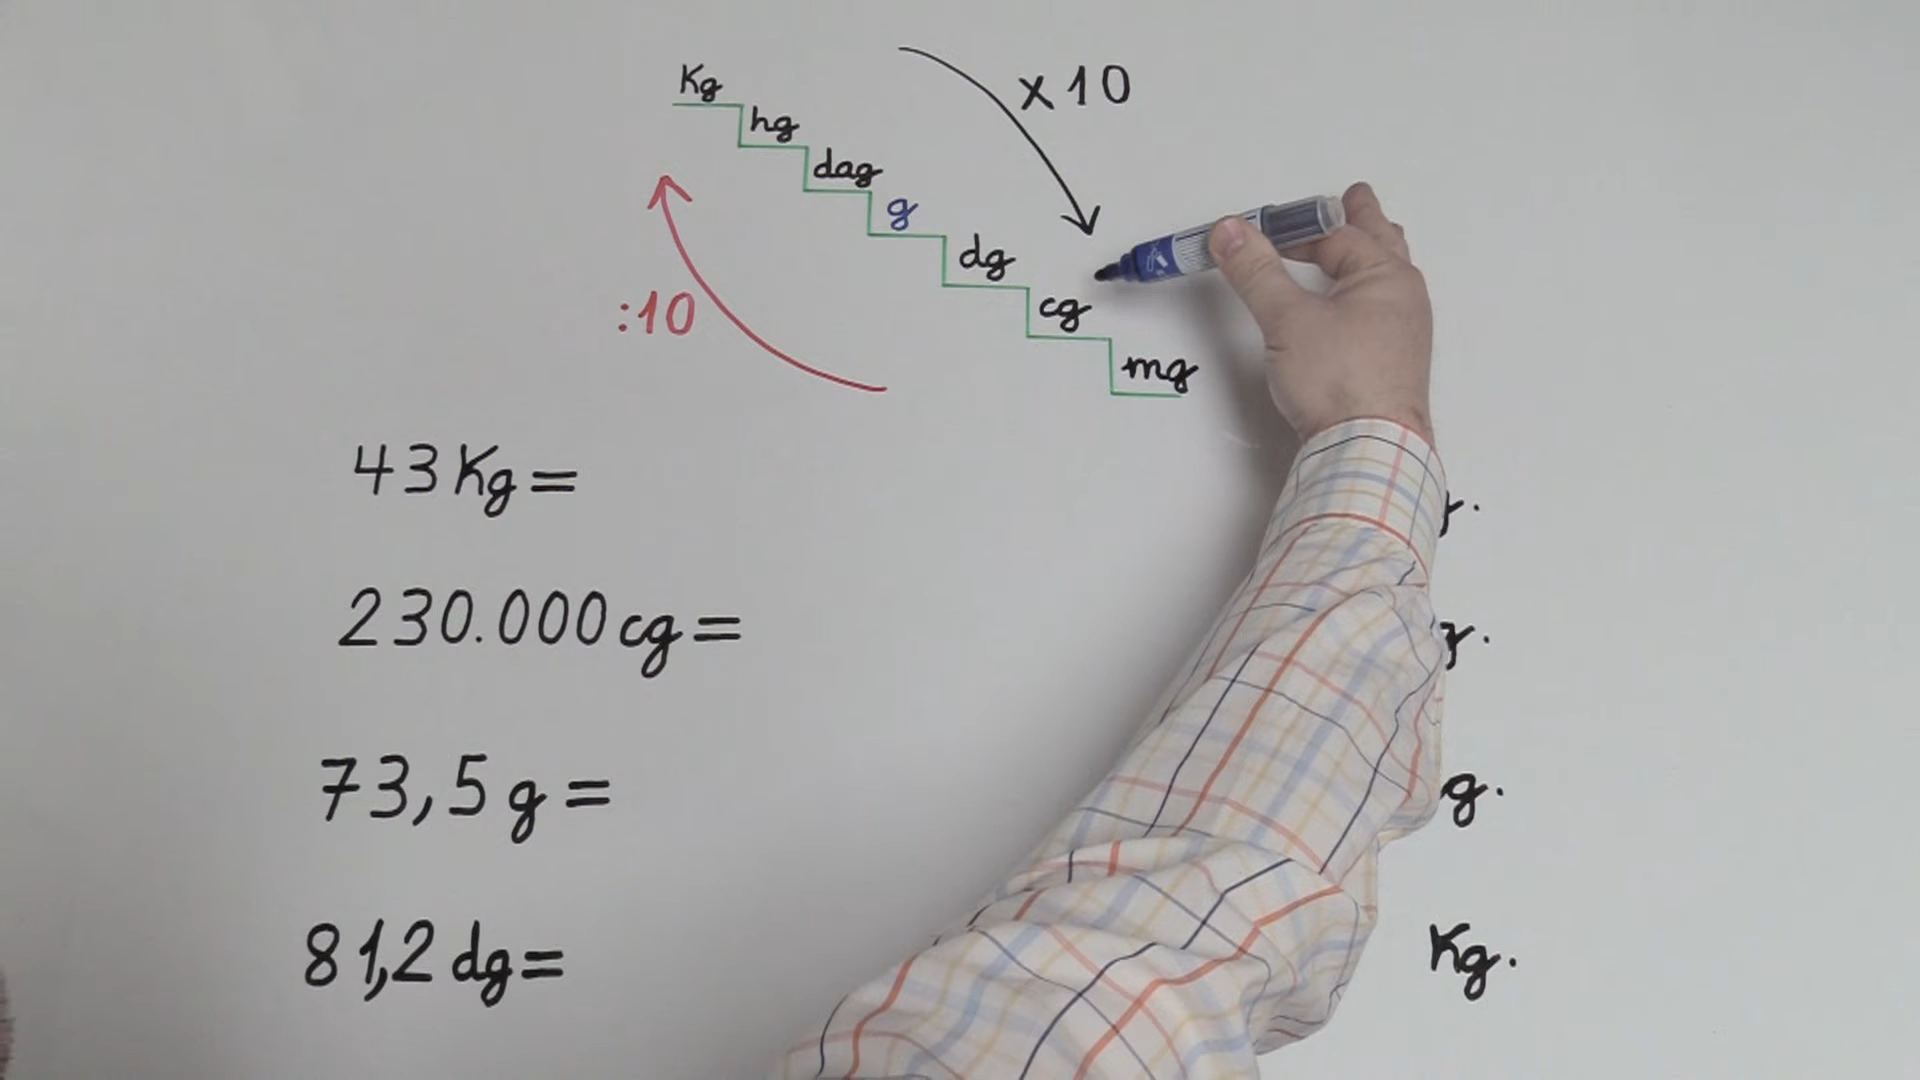 Kg
hg
dag
g
dg
cg
mg
x 10
:10
43 Kg =
230.000 cg =
73,5 g = g.
81,2 dg = Kg.